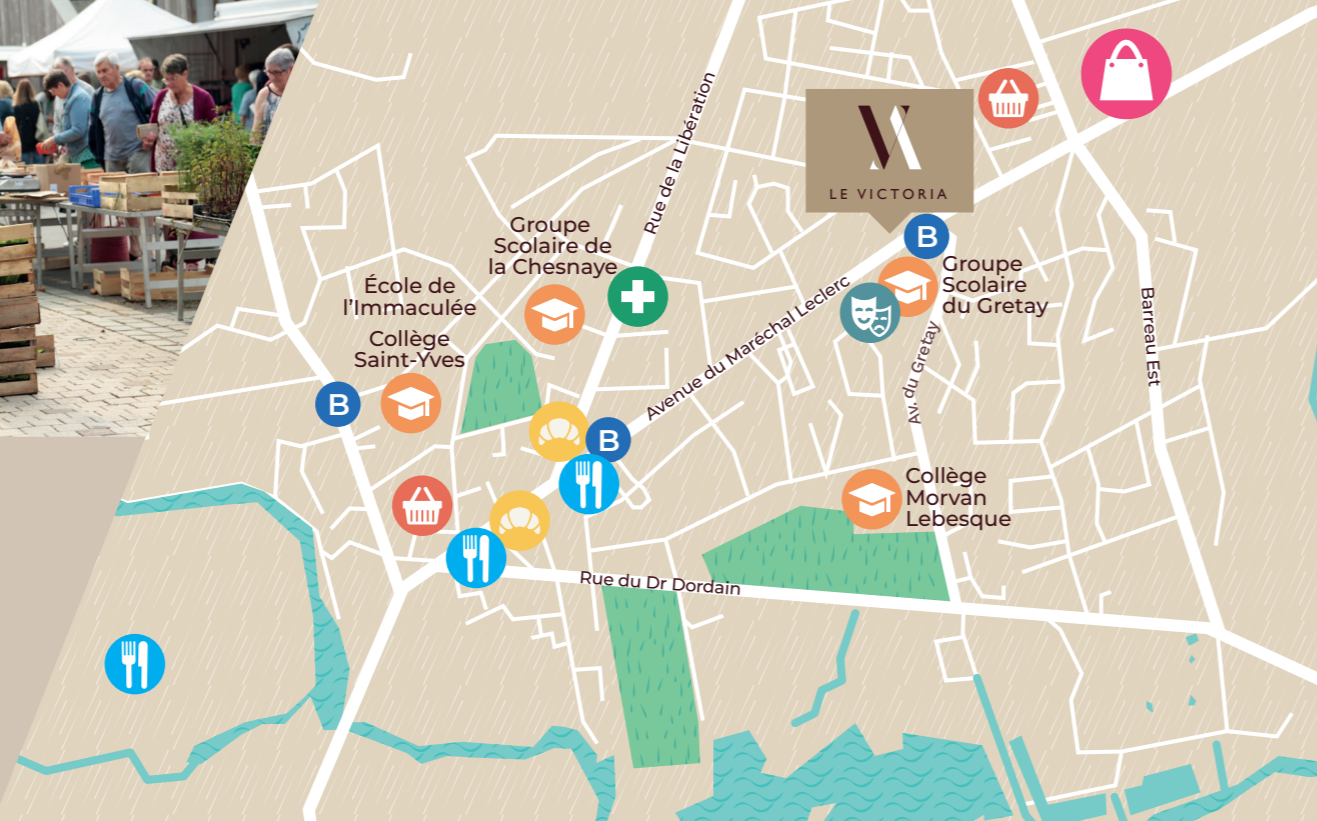 Rue de la Libération
LE VICTORIA
B
Groupe
Scolaire de
la Chesnaye
Groupe
Scolaire
du Gretay
École de
l'Immaculée
Collège
Saint-Yves
Avenue du Maréchal Leclerc
Av. du Gretay
Barreau Est
B
B
Collège
Morvan
Lebesque
Rue du Dr Dordain